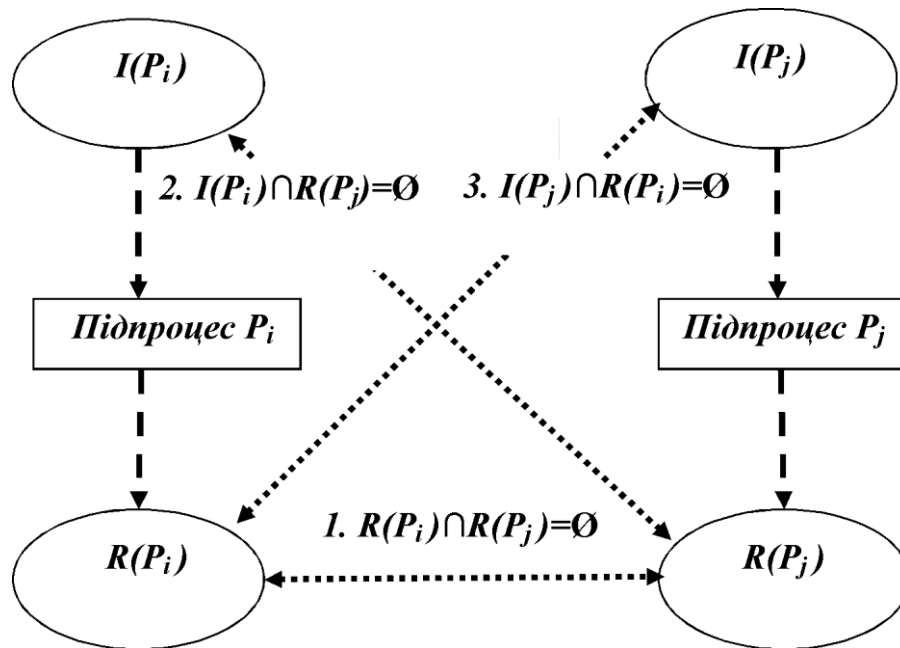 I(Pᵢ) I(Pⱼ)
2. I(Pᵢ)∩R(Pⱼ)=Ø 3. I(Pⱼ)∩R(Pᵢ)=Ø
Підпроцес Pᵢ Підпроцес Pⱼ
1. R(Pᵢ)∩R(Pⱼ)=Ø
R(Pᵢ) R(Pⱼ)